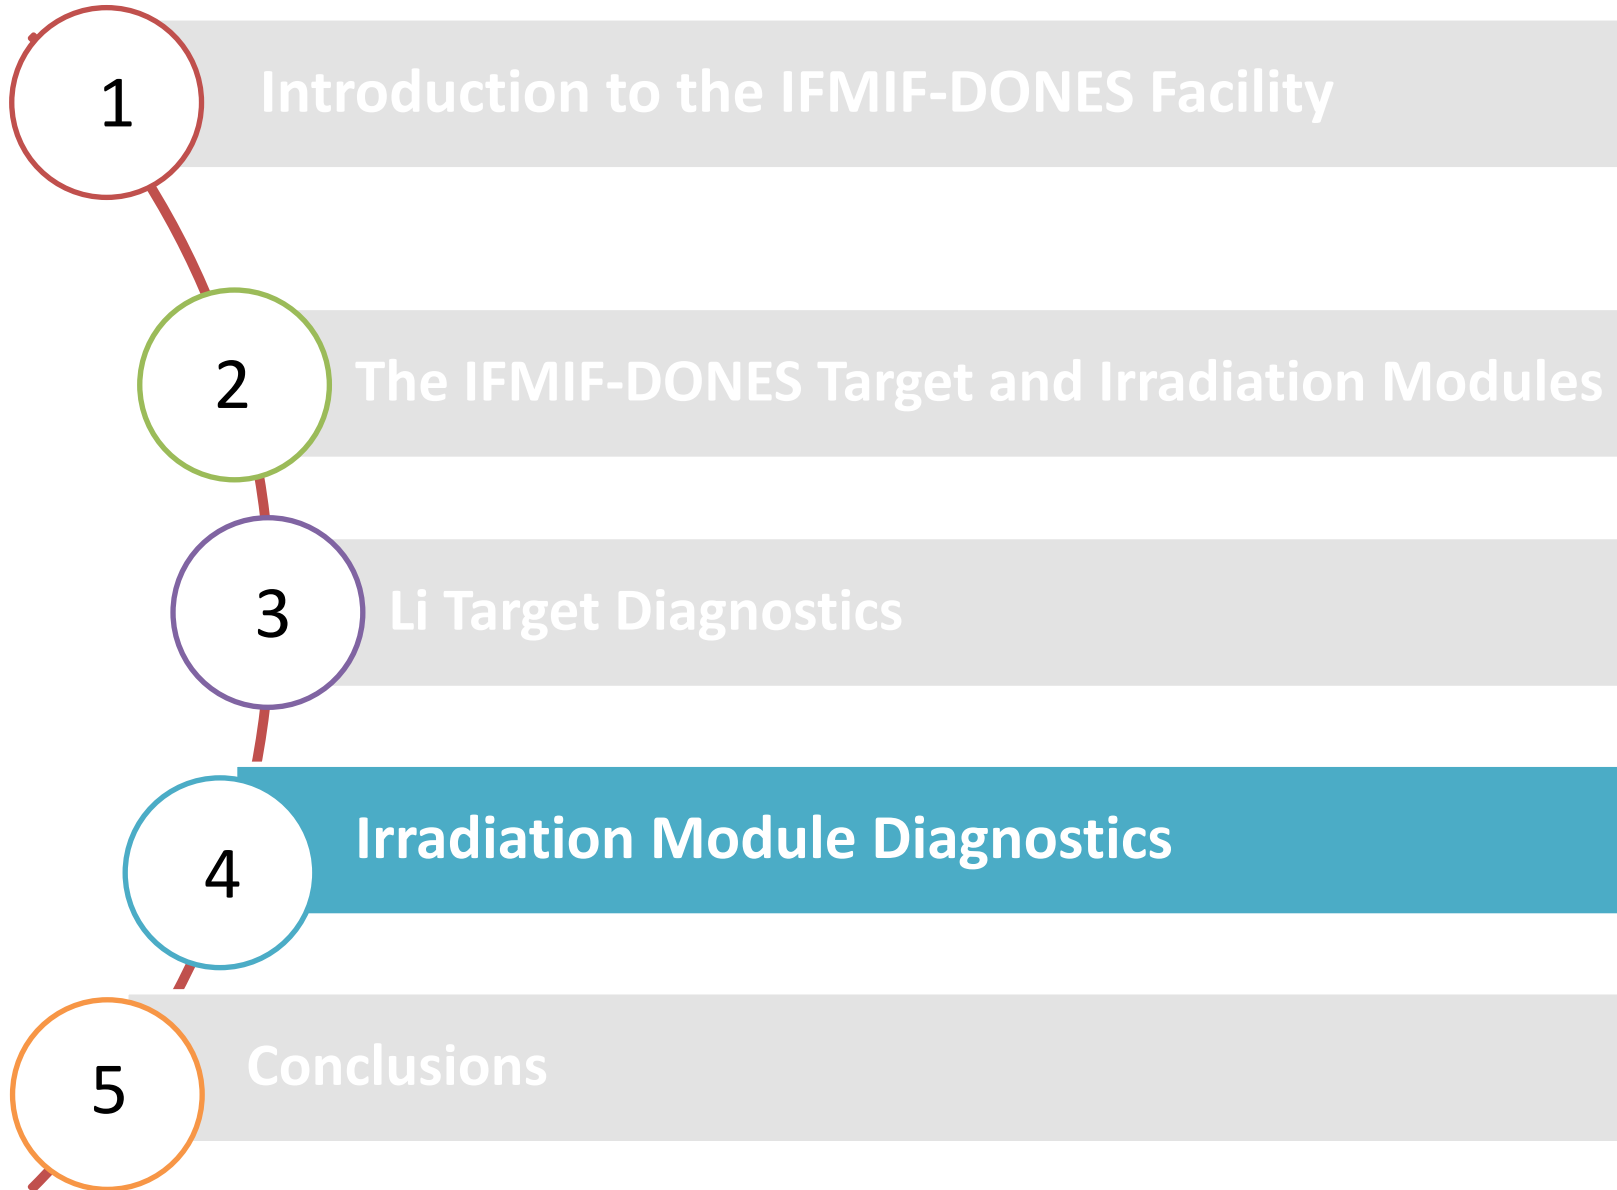 1
Introduction to the IFMIF-DONES Facility
2
The IFMIF-DONES Target and Irradiation Modules
3
Li Target Diagnostics
4
Irradiation Module Diagnostics
5
Conclusions